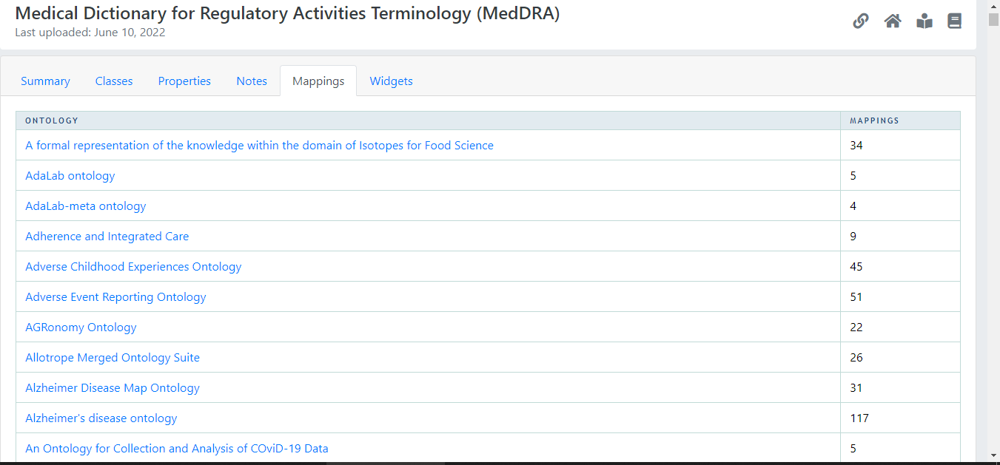 Medical Dictionary for Regulatory Activities Terminology (MedDRA)
Last uploaded: June 10, 2022
Summary Classes Properties Notes Mappings Widgets
ONTOLOGY MAPPINGS
A formal representation of the knowledge within the domain of Isotopes for Food Science 34
AdaLab ontology 5
AdaLab-meta ontology 4
Adherence and Integrated Care 9
Adverse Childhood Experiences Ontology 45
Adverse Event Reporting Ontology 51
AGRonomy Ontology 22
Allotrope Merged Ontology Suite 26
Alzheimer Disease Map Ontology 31
Alzheimer's disease ontology 117
An Ontology for Collection and Analysis of COviD-19 Data 5